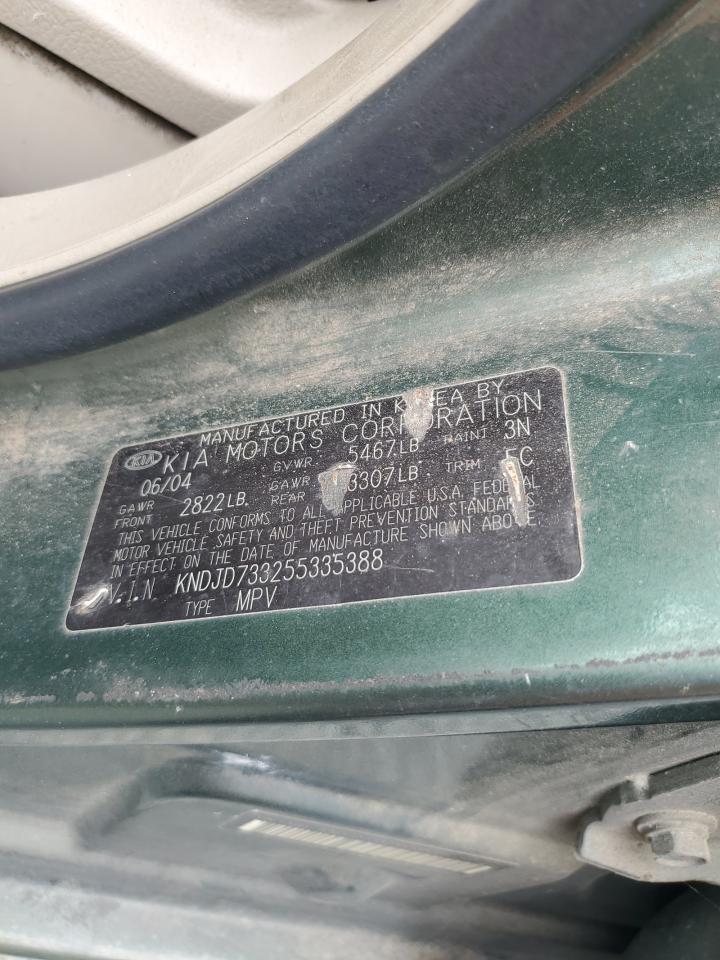 MANUFACTURED IN KOREA BY
KIA KIA MOTORS CORPORATION
06/04 GVWR 5467LB PAINT 3N
GAWR FRONT 2822LB. GAWR REAR 3307LB TRIM
THIS VEHICLE CONFORMS TO ALL APPLICABLE U.S.A. FEDERAL
MOTOR VEHICLE SAFETY AND THEFT PREVENTION STANDARDS
IN EFFECT ON THE DATE OF MANUFACTURE SHOWN ABOVE.
V.I.N KNDJD733255335388
TYPE MPV